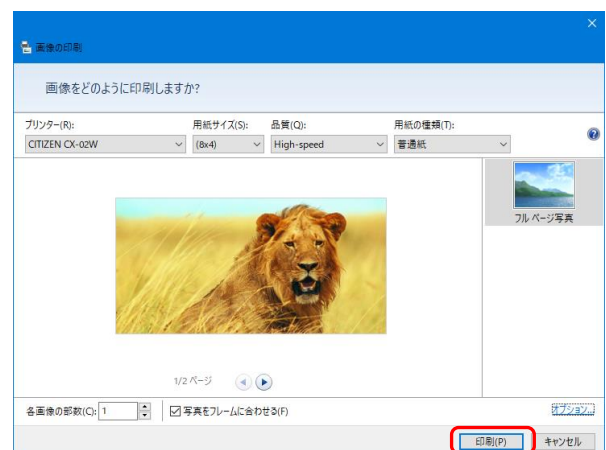 画像の印刷
画像をどのように印刷しますか?
プリンター(R): 用紙サイズ(S): 品質(Q): 用紙の種類(T):
CITIZEN CX-02W (8x4) High-speed 普通紙
フル ページ写真
1/2 ページ
各画像の部数(C): 1 写真をフレームに合わせる(F) オプション...
印刷(P) キャンセル